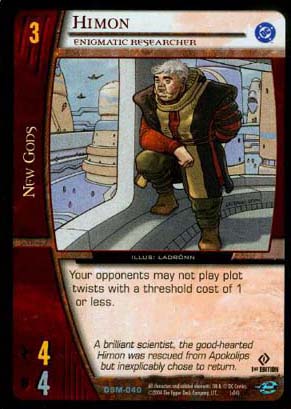 3
HIMON
ENIGMATIC RESEARCHER
DC
NEW GODS
ILLUS: LADRÖNN
Your opponents may not play plot
twists with a threshold cost of 1
or less.
A brilliant scientist, the good-hearted
Himon was rescued from Apokolips
but inexplicably chose to return.
1st EDITION
4
4
DSM-040